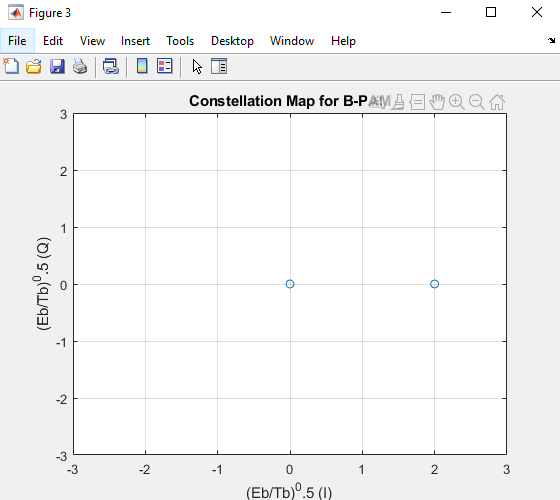 Figure 3
File Edit View Insert Tools Desktop Window Help
Constellation Map for B-PAM
3
2
1
0
-1
-2
-3
(Eb/Tb)^0.5 (Q)
-3 -2 -1 0 1 2 3
(Eb/Tb)^0.5 (I)